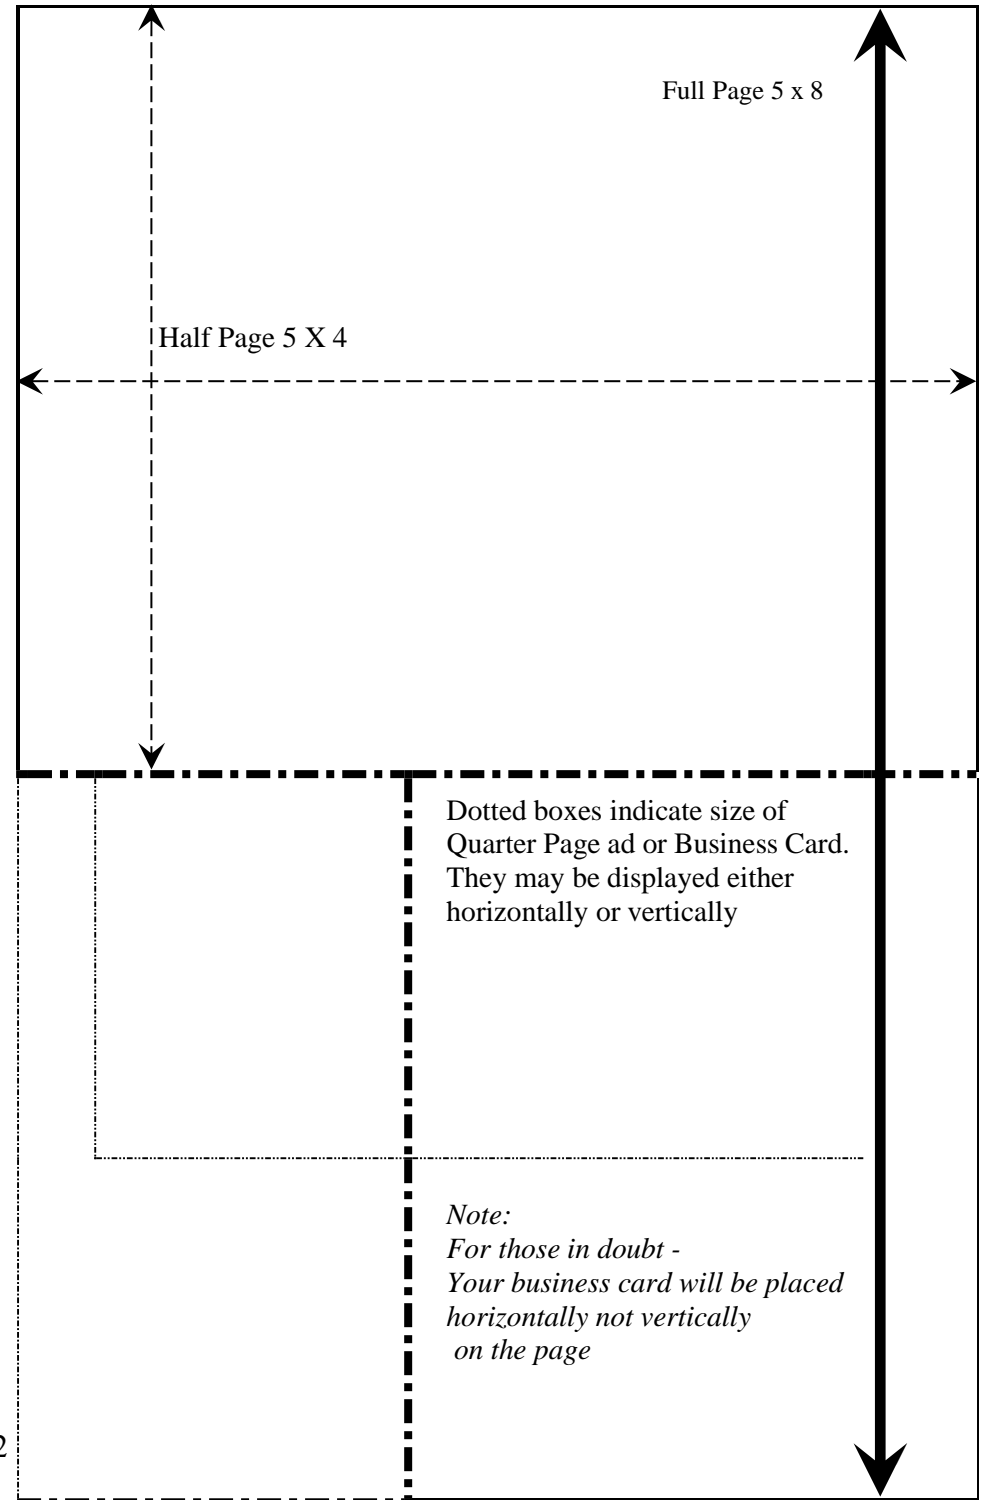 Full Page 5 x 8
Half Page 5 X 4
Dotted boxes indicate size of
Quarter Page ad or Business Card.
They may be displayed either
horizontally or vertically
Note:
For those in doubt -
Your business card will be placed
horizontally not vertically
on the page
2